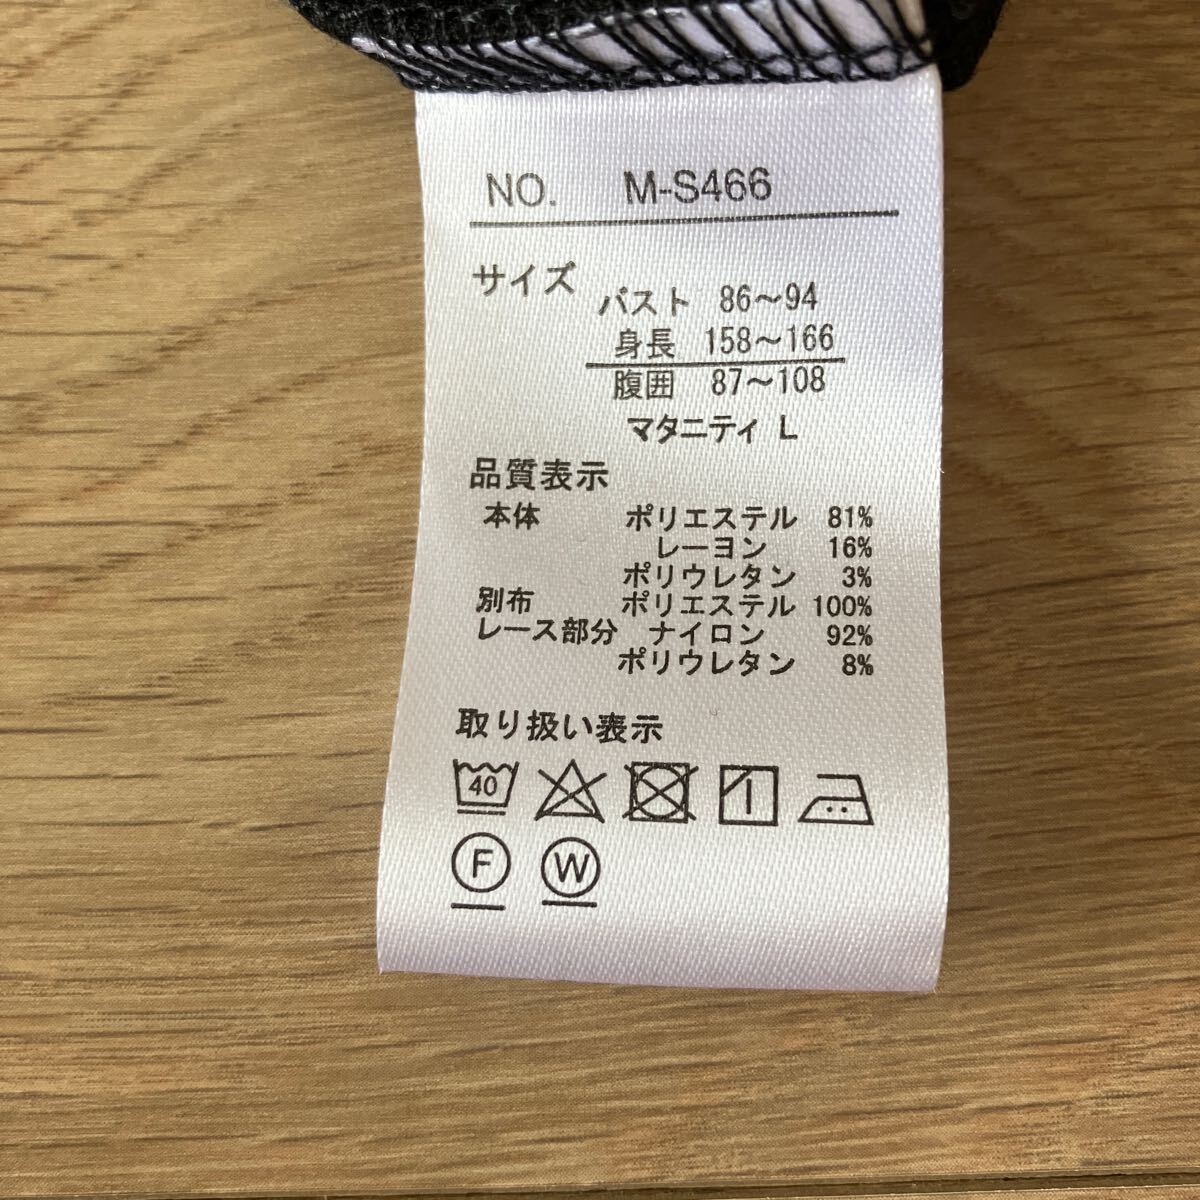 NO. M-S466
サイズ
バスト 86～94
身長 158～166
腹囲 87～108
マタニティ L
品質表示
本体 ポリエステル 81%
レーヨン 16%
ポリウレタン 3%
別布 ポリエステル 100%
レース部分 ナイロン 92%
ポリウレタン 8%
取り扱い表示
40
F W